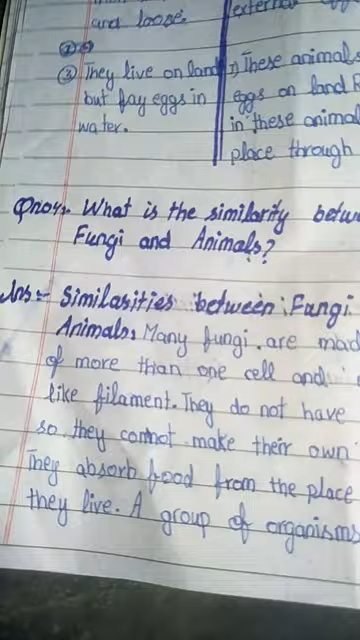 and loose.
external
③ They live on land
but lay eggs in
water.
1) These animals
eggs on land
in these animal
place through
Qno4. What is the similarity betwe
Fungi and Animals?
Ans:- Similarities between: Fungi
Animals: Many fungi are mad
of more than one cell and
like filament. They do not have
so they cannot make their own
They absorb food from the place
they live. A group of organisms